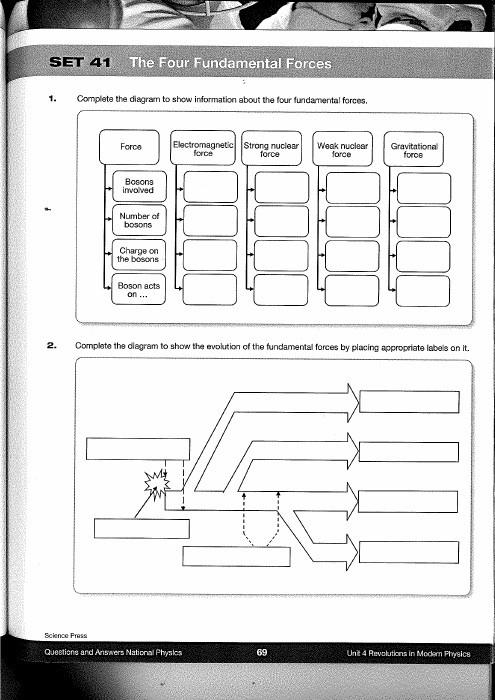 SET 41 The Four Fundamental Forces
1. Complete the diagram to show information about the four fundamental forces.
Force
Electromagnetic
force
Strong nuclear
force
Weak nuclear
force
Gravitational
force
Bosons
involved
Number of
bosons
Charge on
the bosons
Boson acts
on ...
2. Complete the diagram to show the evolution of the fundamental forces by placing appropriate labels on it.
Science Press
Questions and Answers National Physics 69 Unit 4 Revolutions in Modern Physics